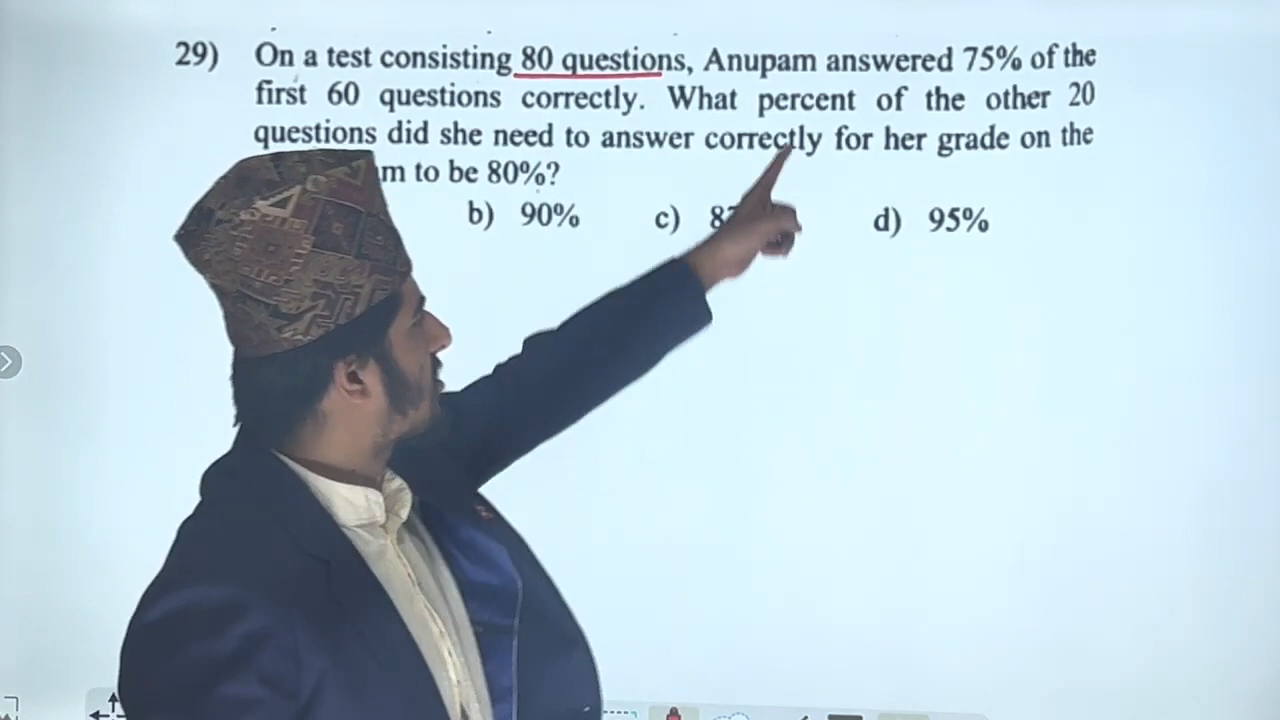 29) On a test consisting 80 questions, Anupam answered 75% of the
first 60 questions correctly. What percent of the other 20
questions did she need to answer correctly for her grade on the
to be 80%?
b) 90% c) d) 95%